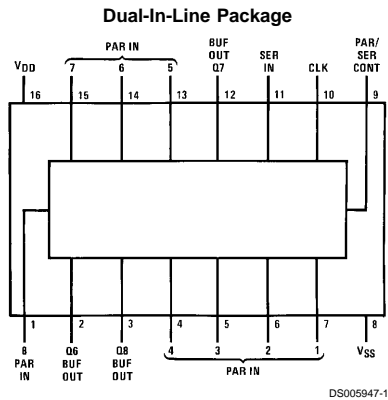 Dual-In-Line Package
PAR IN
BUF
OUT
Q7
SER
IN
CLK
PAR/
SER
CONT
VDD
7 6 5
16 15 14 13 12 11 10 9
1 2 3 4 5 6 7 8
8
PAR
IN
Q6
BUF
OUT
Q8
BUF
OUT
4 3 2 1
PAR IN
VSS
DS005947-1